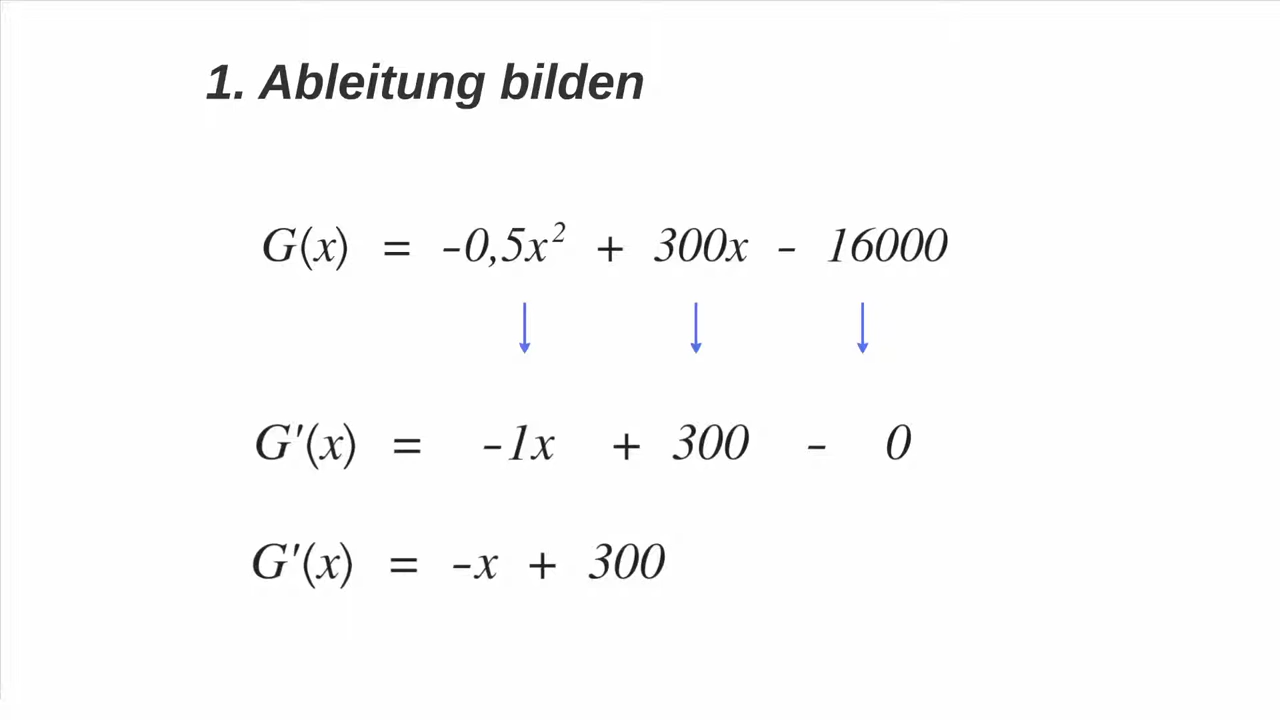 1. Ableitung bilden
G(x) = -0,5x² + 300x - 16000
G'(x) = -1x + 300 - 0
G'(x) = -x + 300